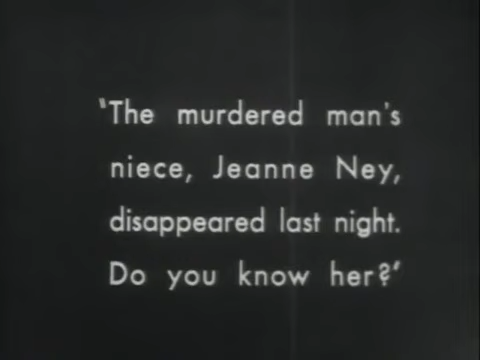 'The murdered man's
niece, Jeanne Ney,
disappeared last night.
Do you know her?'